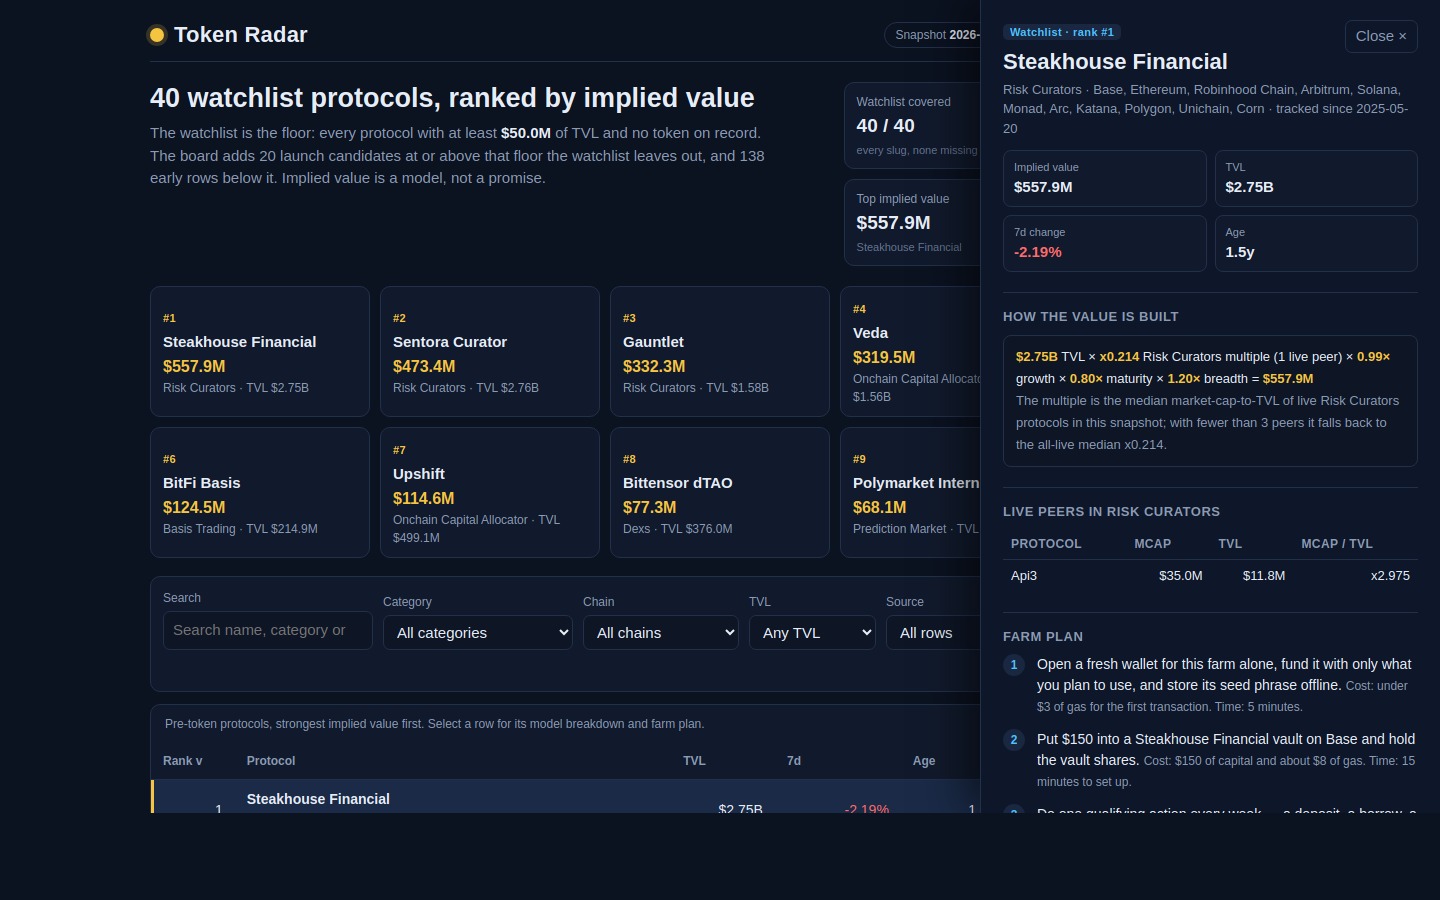 Token Radar
Snapshot 2026-
40 watchlist protocols, ranked by implied value
The watchlist is the floor: every protocol with at least $50.0M of TVL and no token on record.
The board adds 20 launch candidates at or above that floor the watchlist leaves out, and 138
early rows below it. Implied value is a model, not a promise.
Watchlist covered
40 / 40
every slug, none missing
Top implied value
$557.9M
Steakhouse Financial
#1
Steakhouse Financial
$557.9M
Risk Curators · TVL $2.75B
#2
Sentora Curator
$473.4M
Risk Curators · TVL $2.76B
#3
Gauntlet
$332.3M
Risk Curators · TVL $1.58B
#4
Veda
$319.5M
Onchain Capital Allocato
$1.56B
#6
BitFi Basis
$124.5M
Basis Trading · TVL $214.9M
#7
Upshift
$114.6M
Onchain Capital Allocator · TVL
$499.1M
#8
Bittensor dTAO
$77.3M
Dexs · TVL $376.0M
#9
Polymarket Intern
$68.1M
Prediction Market · TVL
Search
Search name, category or
Category
All categories
Chain
All chains
TVL
Any TVL
Source
All rows
Pre-token protocols, strongest implied value first. Select a row for its model breakdown and farm plan.
Rank v Protocol TVL 7d Age
1 Steakhouse Financial $2.75B -2.19% 1
Watchlist · rank #1
Close ×
Steakhouse Financial
Risk Curators · Base, Ethereum, Robinhood Chain, Arbitrum, Solana,
Monad, Arc, Katana, Polygon, Unichain, Corn · tracked since 2025-05-
20
Implied value
$557.9M
TVL
$2.75B
7d change
-2.19%
Age
1.5y
HOW THE VALUE IS BUILT
$2.75B TVL × x0.214 Risk Curators multiple (1 live peer) × 0.99×
growth × 0.80× maturity × 1.20× breadth = $557.9M
The multiple is the median market-cap-to-TVL of live Risk Curators
protocols in this snapshot; with fewer than 3 peers it falls back to
the all-live median x0.214.
LIVE PEERS IN RISK CURATORS
PROTOCOL MCAP TVL MCAP / TVL
Api3 $35.0M $11.8M x2.975
FARM PLAN
1 Open a fresh wallet for this farm alone, fund it with only what
you plan to use, and store its seed phrase offline. Cost: under
$3 of gas for the first transaction. Time: 5 minutes.
2 Put $150 into a Steakhouse Financial vault on Base and hold
the vault shares. Cost: $150 of capital and about $8 of gas. Time: 15
minutes to set up.